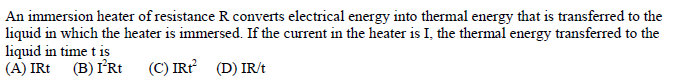 An immersion heater of resistance R converts electrical energy into thermal energy that is transferred to the
liquid in which the heater is immersed. If the current in the heater is I, the thermal energy transferred to the
liquid in time t is
(A) IRt (B) I²Rt (C) IRt² (D) IR/t